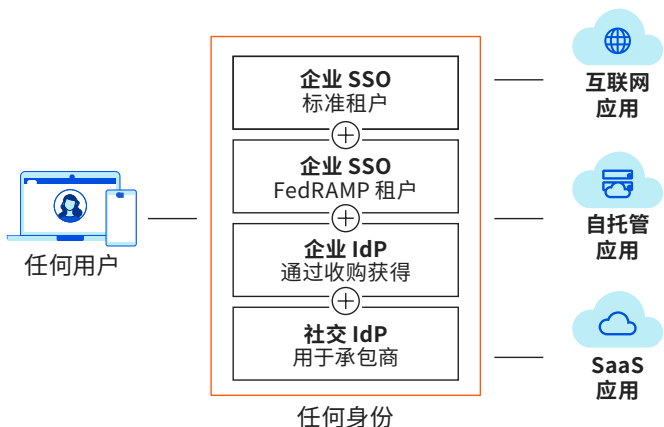 任何用户
企业 SSO
标准租户
企业 SSO
FedRAMP 租户
企业 IdP
通过收购获得
社交 IdP
用于承包商
任何身份
互联网
应用
自托管
应用
SaaS
应用